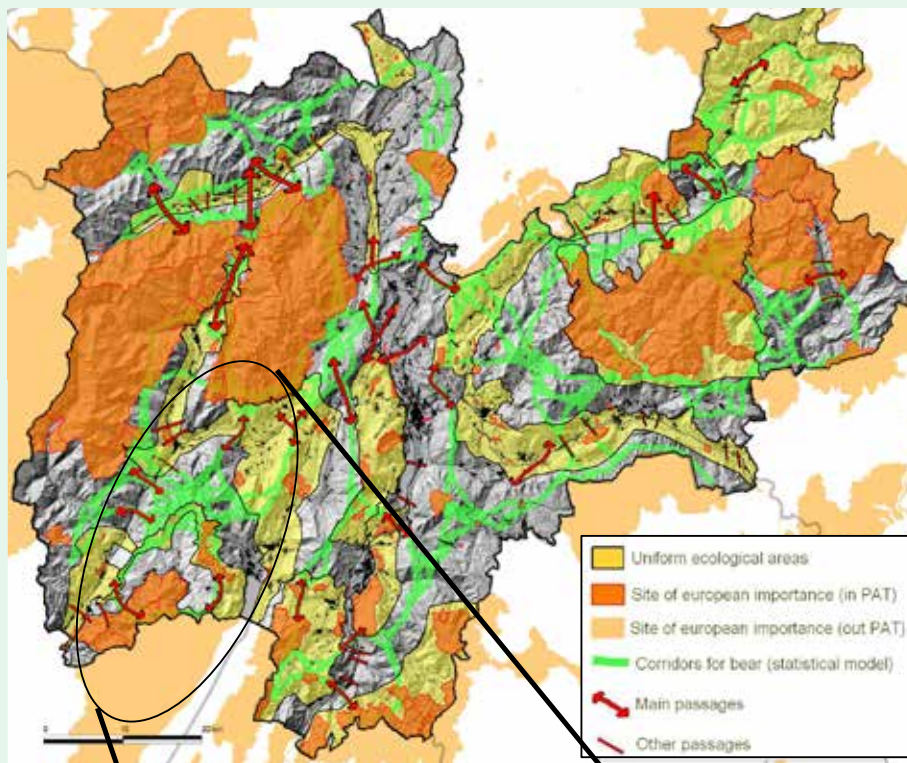 Uniform ecological areas
Site of european importance (in PAT)
Site of european importance (out PAT)
Corridors for bear (statistical model)
Main passages
Other passages
0